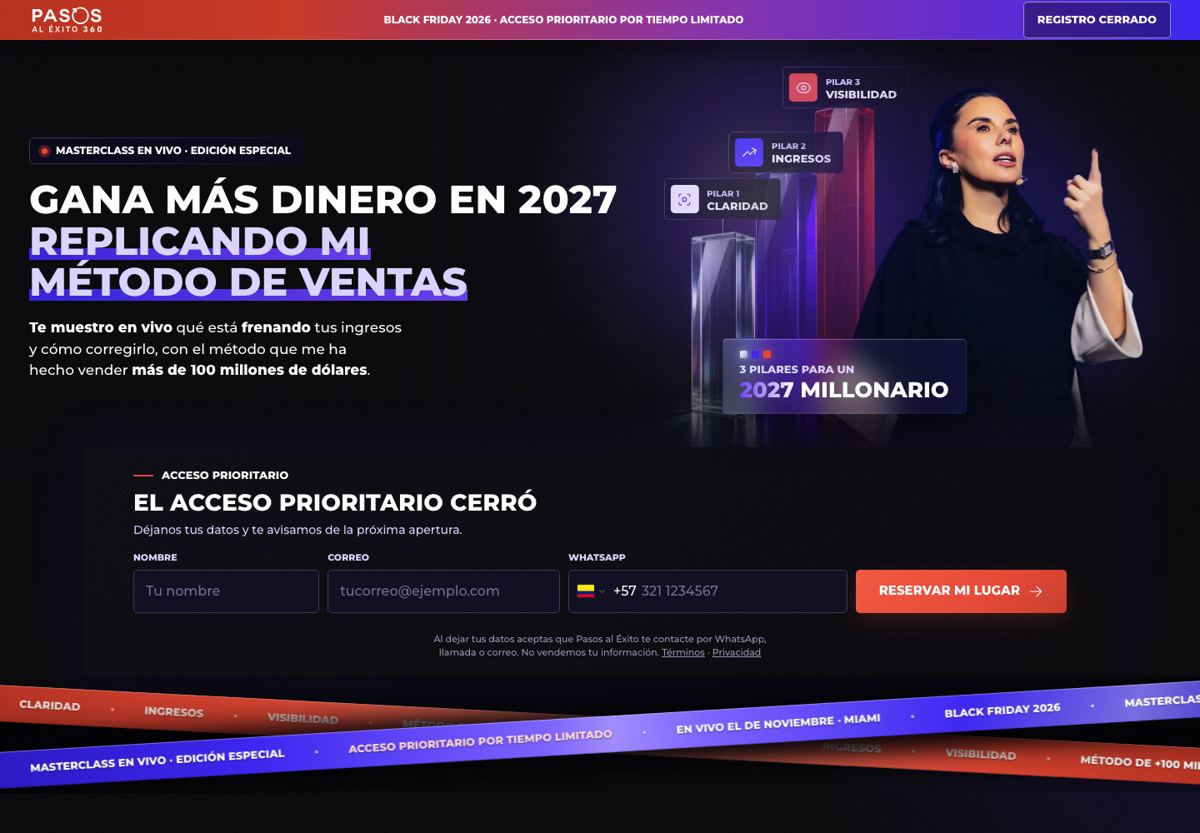 PASOS
AL ÉXITO 360
BLACK FRIDAY 2026 · ACCESO PRIORITARIO POR TIEMPO LIMITADO
REGISTRO CERRADO
MASTERCLASS EN VIVO · EDICIÓN ESPECIAL
GANA MÁS DINERO EN 2027
REPLICANDO MI
MÉTODO DE VENTAS
Te muestro en vivo qué está frenando tus ingresos
y cómo corregirlo, con el método que me ha
hecho vender más de 100 millones de dólares.
PILAR 3
VISIBILIDAD
PILAR 2
INGRESOS
PILAR 1
CLARIDAD
3 PILARES PARA UN
2027 MILLONARIO
ACCESO PRIORITARIO
EL ACCESO PRIORITARIO CERRÓ
Déjanos tus datos y te avisamos de la próxima apertura.
NOMBRE
CORREO
WHATSAPP
Tu nombre
tucorreo@ejemplo.com
+57 321 1234567
RESERVAR MI LUGAR →
Al dejar tus datos aceptas que Pasos al Éxito te contacte por WhatsApp,
llamada o correo. No vendemos tu información. Términos · Privacidad
CLARIDAD • INGRESOS • VISIBILIDAD • MÉTODO DE
INGRESOS • VISIBILIDAD • MÉTODO DE +100
MASTERCLASS EN VIVO · EDICIÓN ESPECIAL • ACCESO PRIORITARIO POR TIEMPO LIMITADO • EN VIVO EL DE NOVIEMBRE · MIAMI • BLACK FRIDAY 2026 • MASTERCLAS